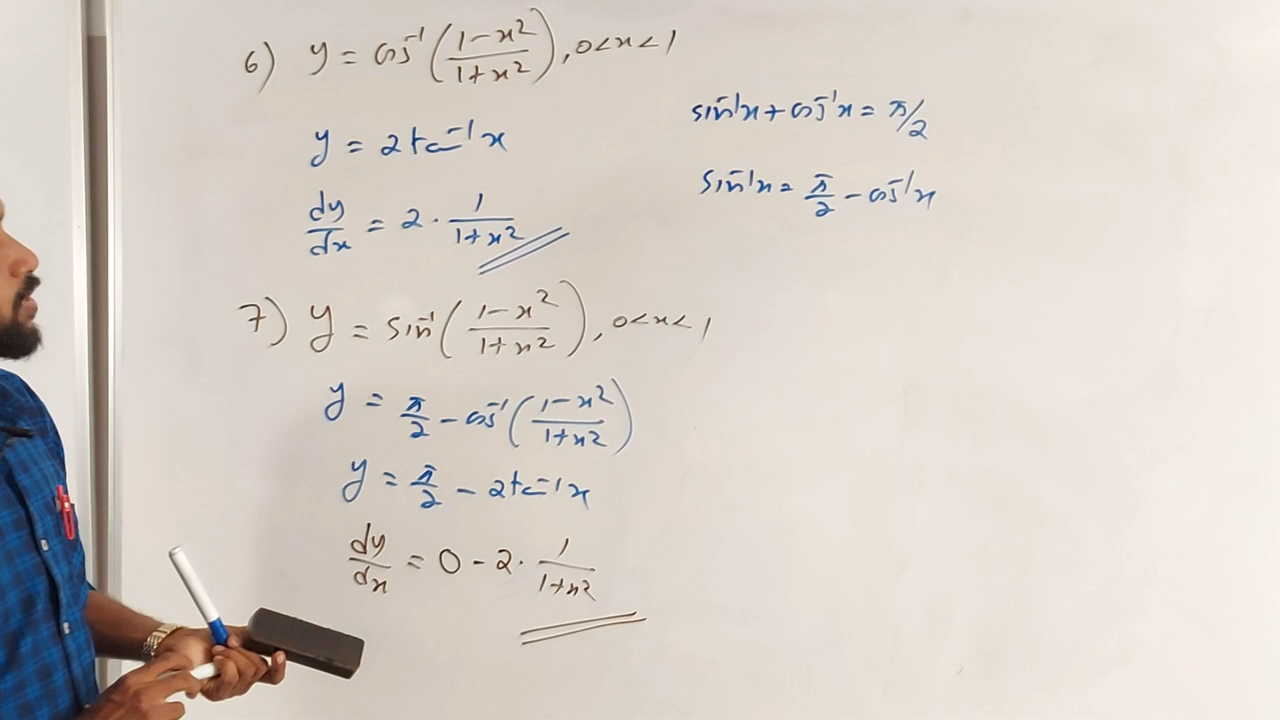 6) y = cos⁻¹((1-x²)/(1+x²)), 0<x<1
y = 2tan⁻¹x
dy/dx = 2·1/(1+x²)
sin⁻¹x+cos⁻¹x = π/2
sin⁻¹x = π/2 - cos⁻¹x
7) y = sin⁻¹((1-x²)/(1+x²)), 0<x<1
y = π/2 - cos⁻¹((1-x²)/(1+x²))
y = π/2 - 2tan⁻¹x
dy/dx = 0 - 2·1/(1+x²)